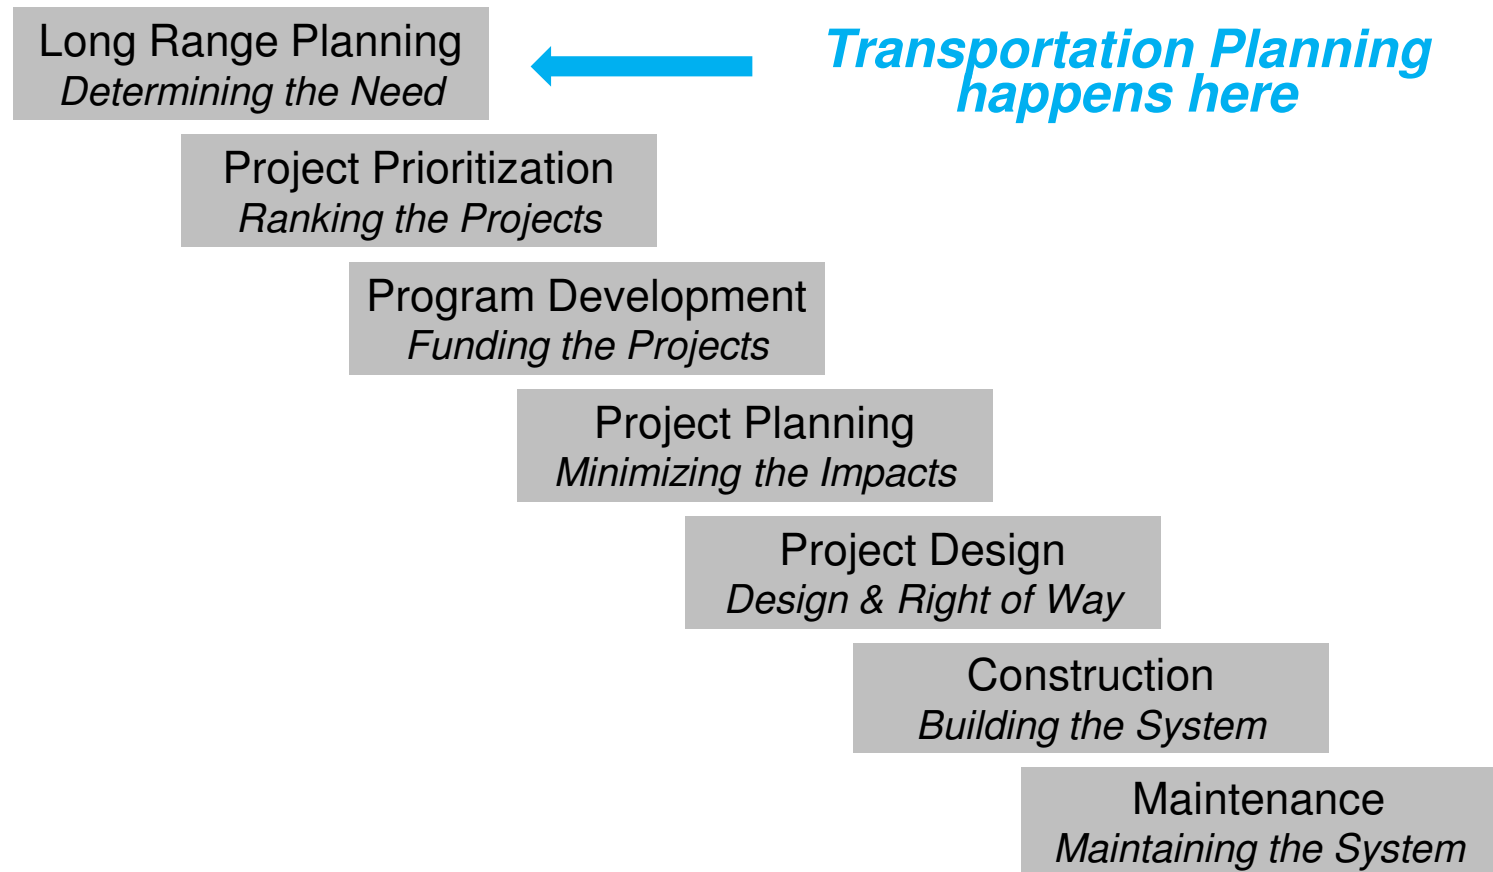 Long Range Planning
Determining the Need
Transportation Planning
happens here
Project Prioritization
Ranking the Projects
Program Development
Funding the Projects
Project Planning
Minimizing the Impacts
Project Design
Design & Right of Way
Construction
Building the System
Maintenance
Maintaining the System